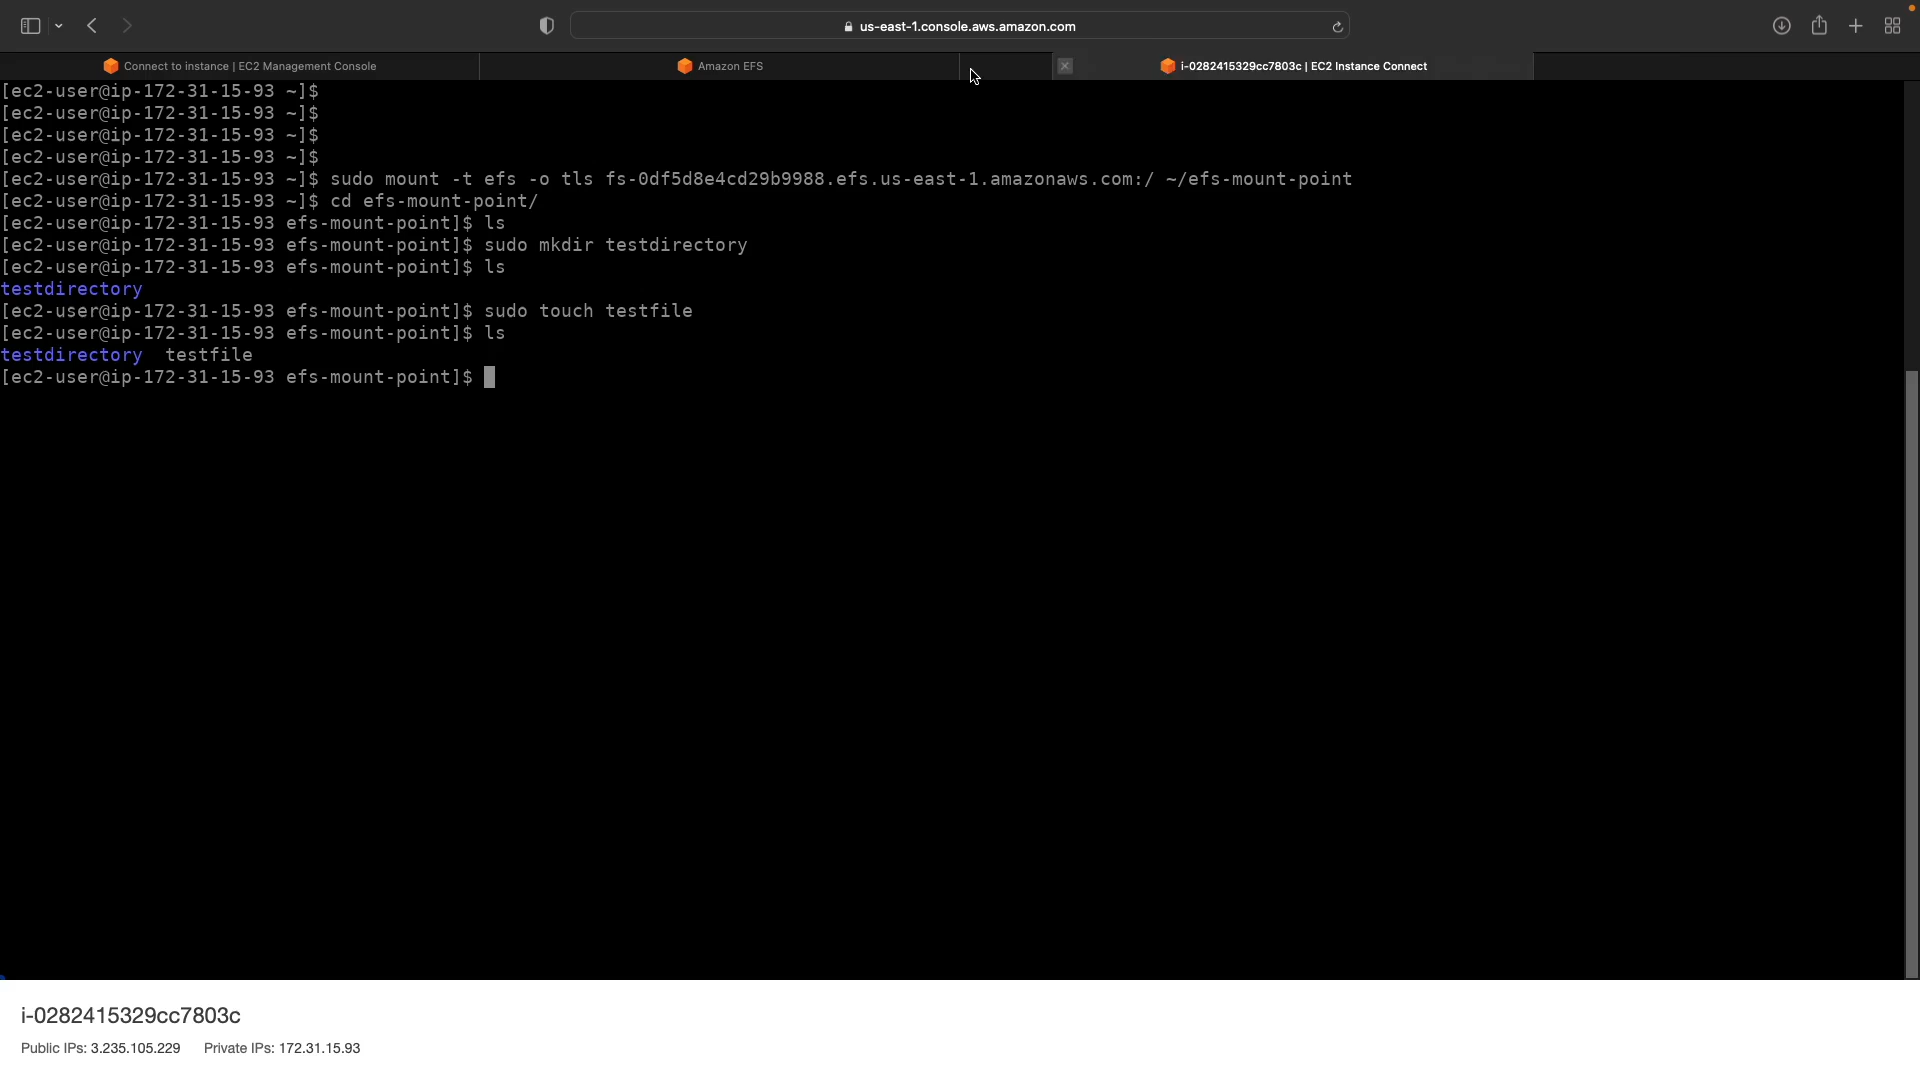 us-east-1.console.aws.amazon.com
Connect to instance | EC2 Management Console
Amazon EFS
i-0282415329cc7803c | EC2 Instance Connect
[ec2-user@ip-172-31-15-93 ~]$
[ec2-user@ip-172-31-15-93 ~]$
[ec2-user@ip-172-31-15-93 ~]$
[ec2-user@ip-172-31-15-93 ~]$
[ec2-user@ip-172-31-15-93 ~]$ sudo mount -t efs -o tls fs-0df5d8e4cd29b9988.efs.us-east-1.amazonaws.com:/ ~/efs-mount-point
[ec2-user@ip-172-31-15-93 ~]$ cd efs-mount-point/
[ec2-user@ip-172-31-15-93 efs-mount-point]$ ls
[ec2-user@ip-172-31-15-93 efs-mount-point]$ sudo mkdir testdirectory
[ec2-user@ip-172-31-15-93 efs-mount-point]$ ls
testdirectory
[ec2-user@ip-172-31-15-93 efs-mount-point]$ sudo touch testfile
[ec2-user@ip-172-31-15-93 efs-mount-point]$ ls
testdirectory  testfile
[ec2-user@ip-172-31-15-93 efs-mount-point]$
i-0282415329cc7803c
Public IPs: 3.235.105.229 Private IPs: 172.31.15.93